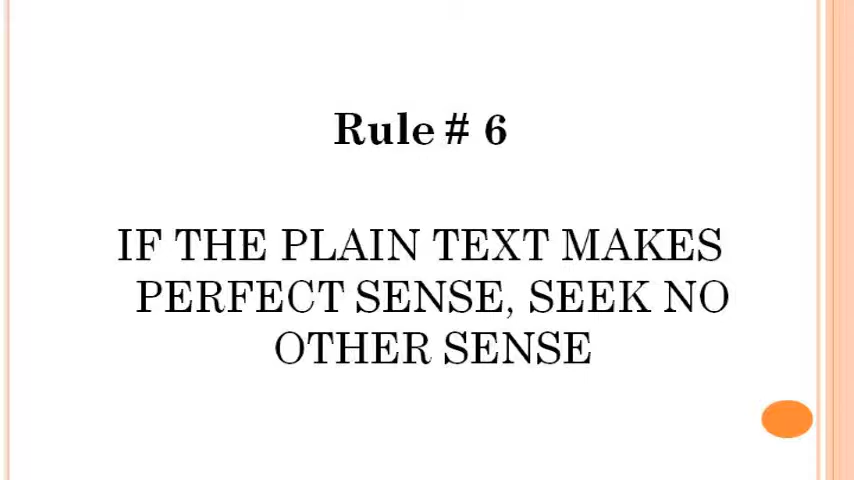 Rule # 6
IF THE PLAIN TEXT MAKES
PERFECT SENSE, SEEK NO
OTHER SENSE